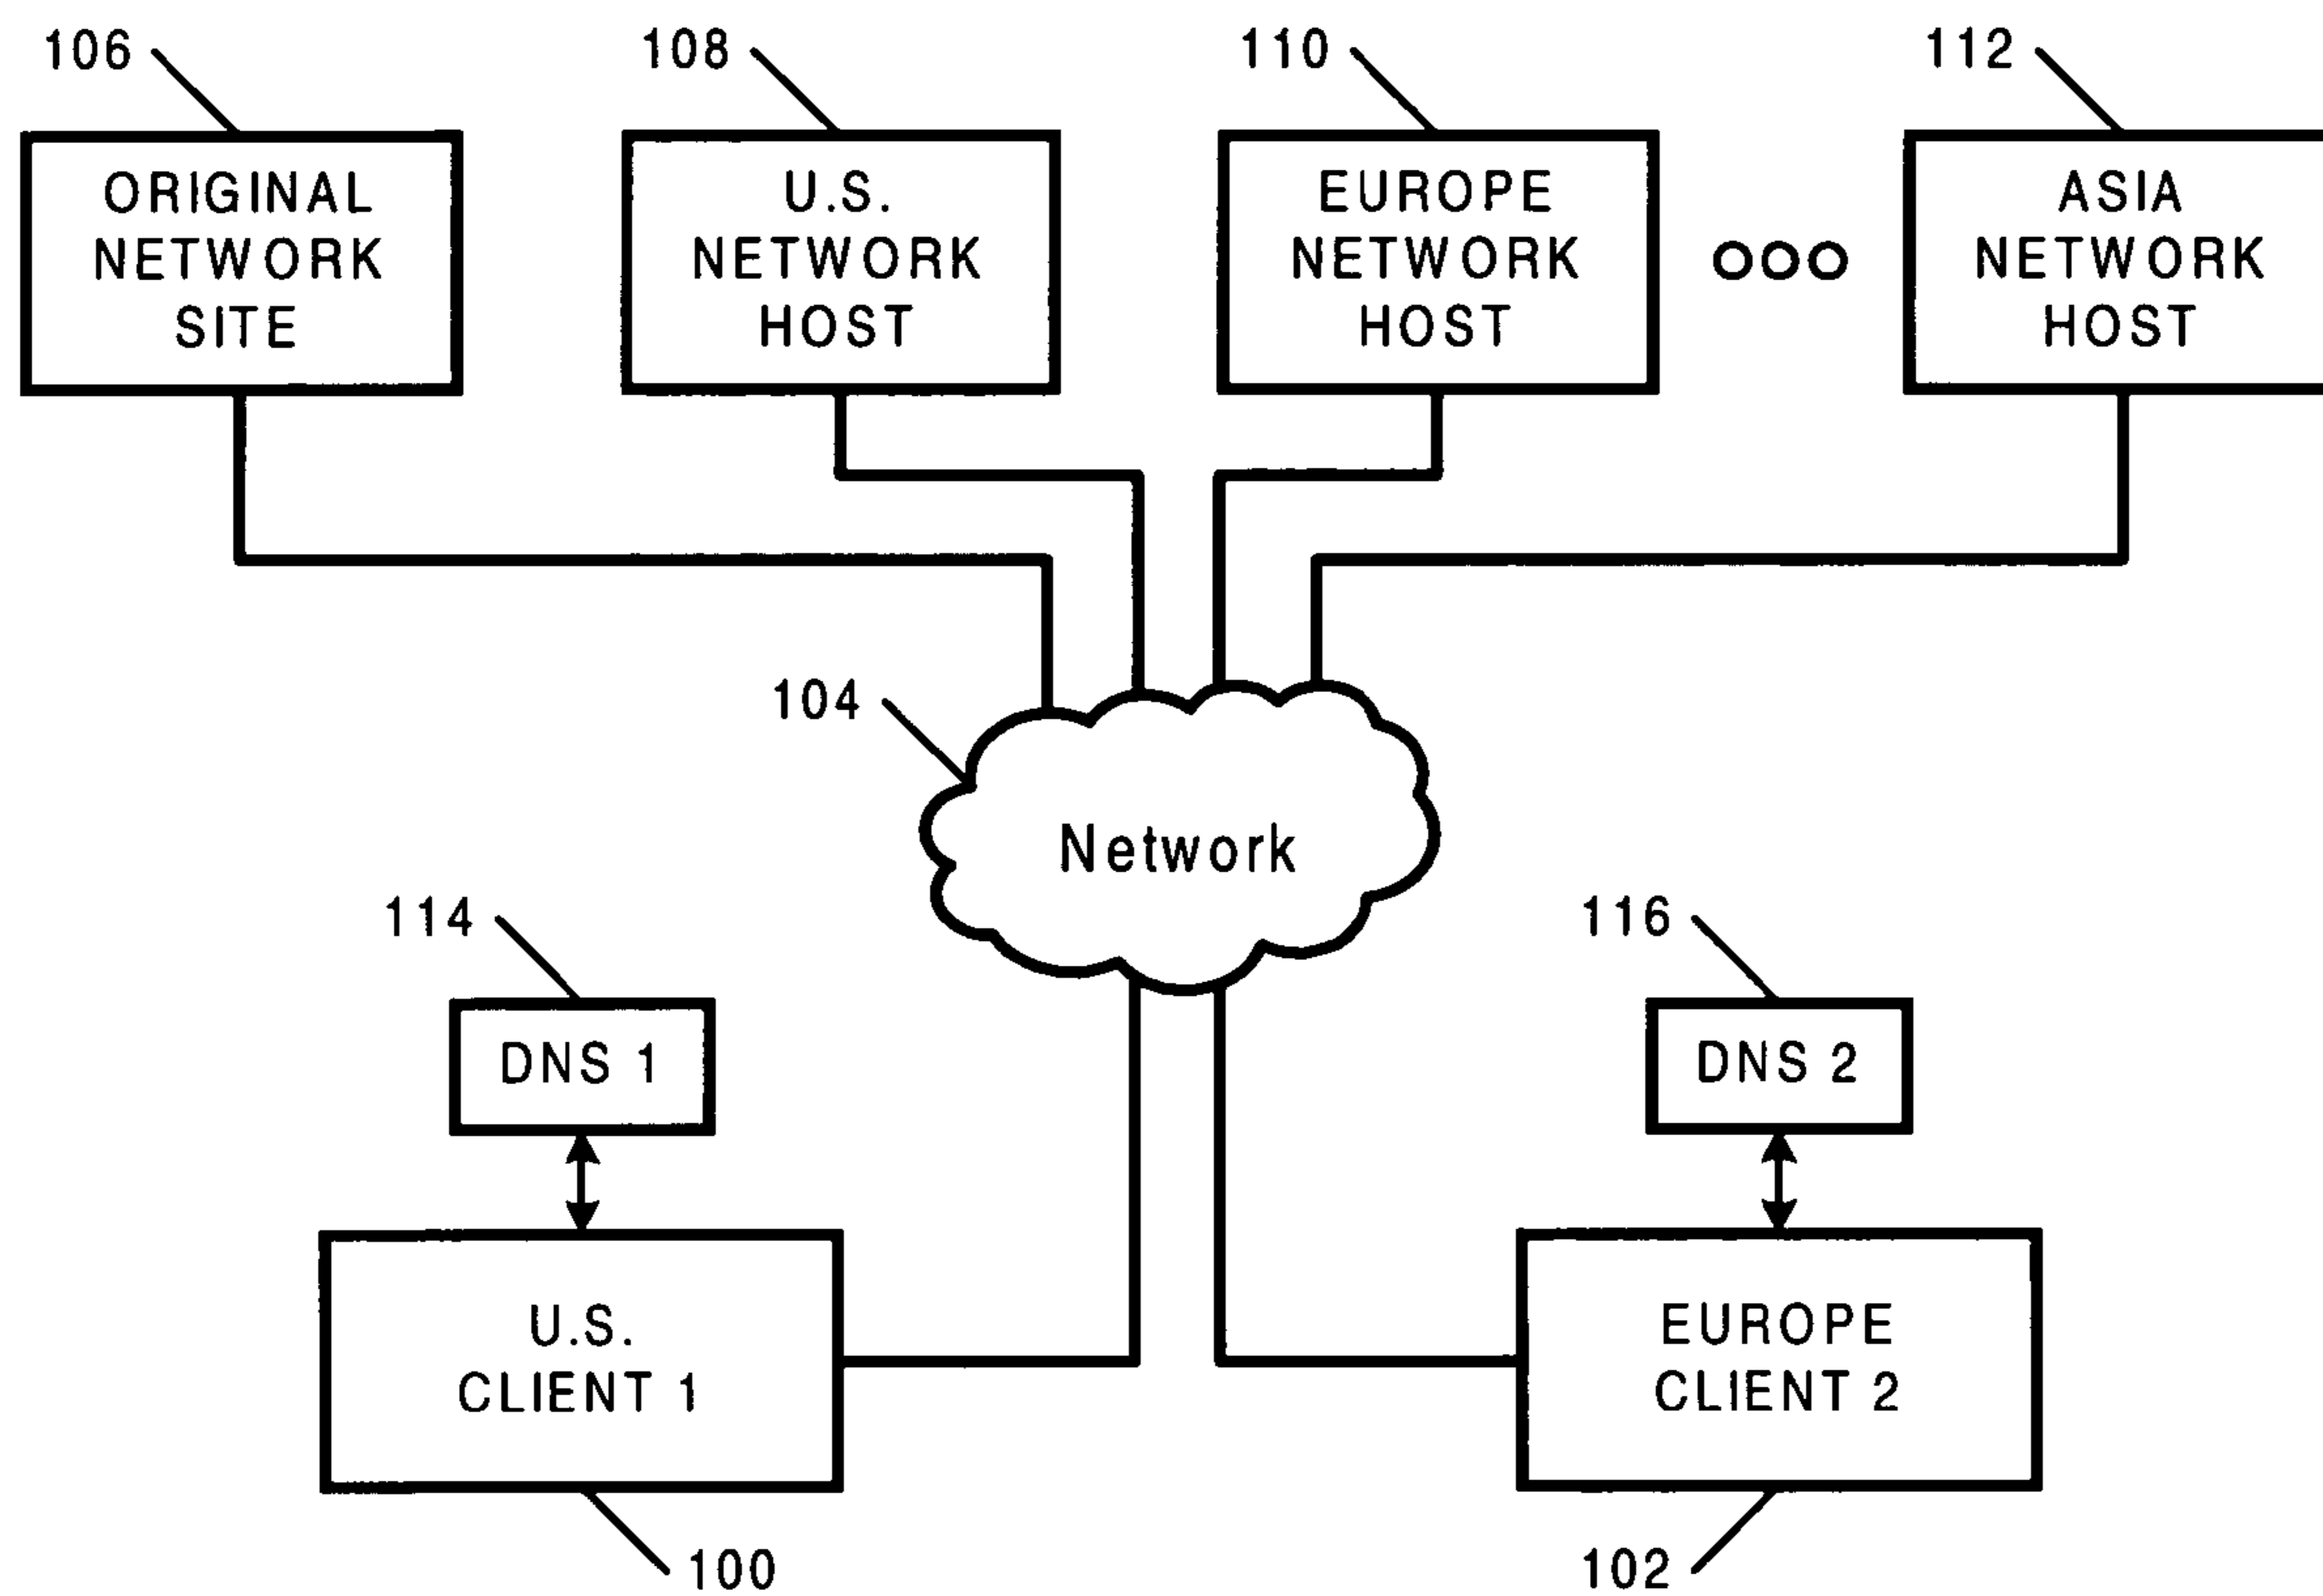 106
108
110
112
ORIGINAL
NETWORK
SITE
U.S.
NETWORK
HOST
EUROPE
NETWORK
HOST
ASIA
NETWORK
HOST
104
Network
114
116
DNS 1
DNS 2
U.S.
CLIENT 1
EUROPE
CLIENT 2
100
102